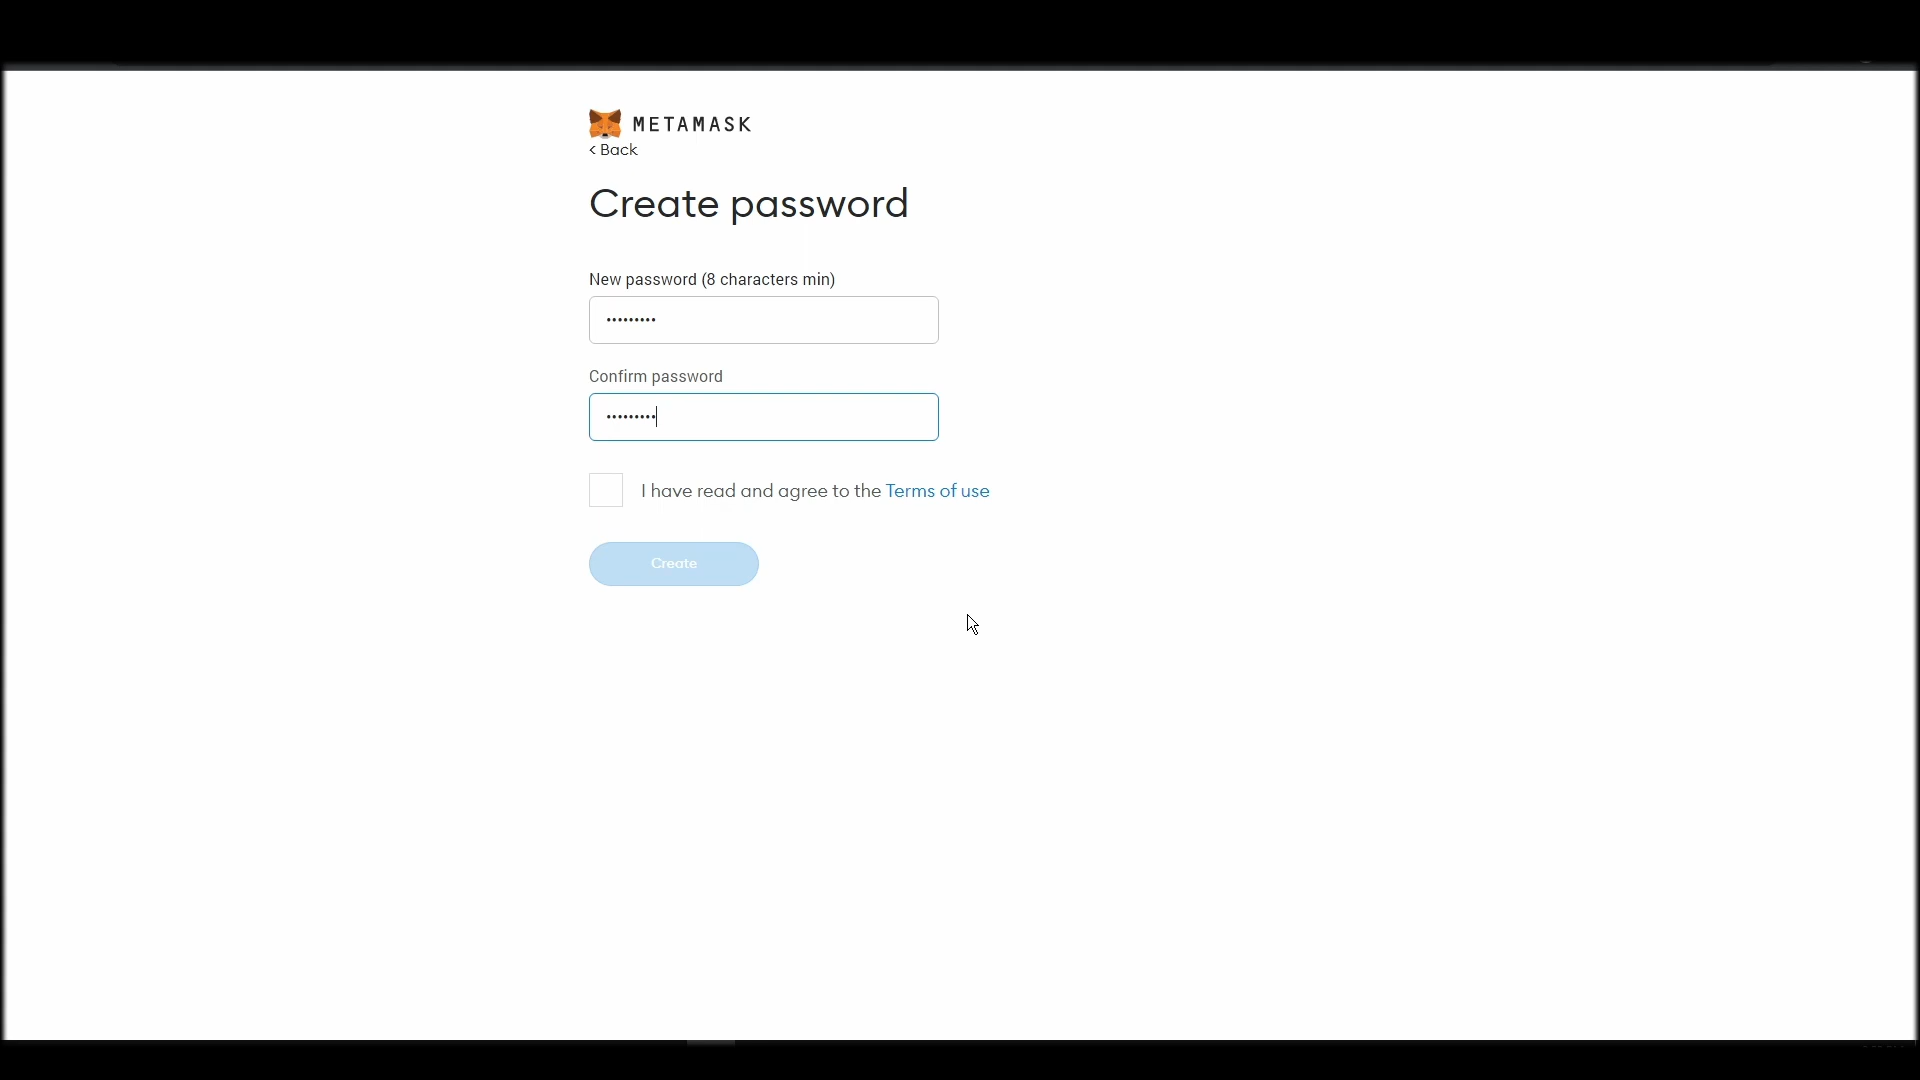 METAMASK
< Back
Create password
New password (8 characters min)
•••••••••
Confirm password
•••••••••
I have read and agree to the Terms of use
Create